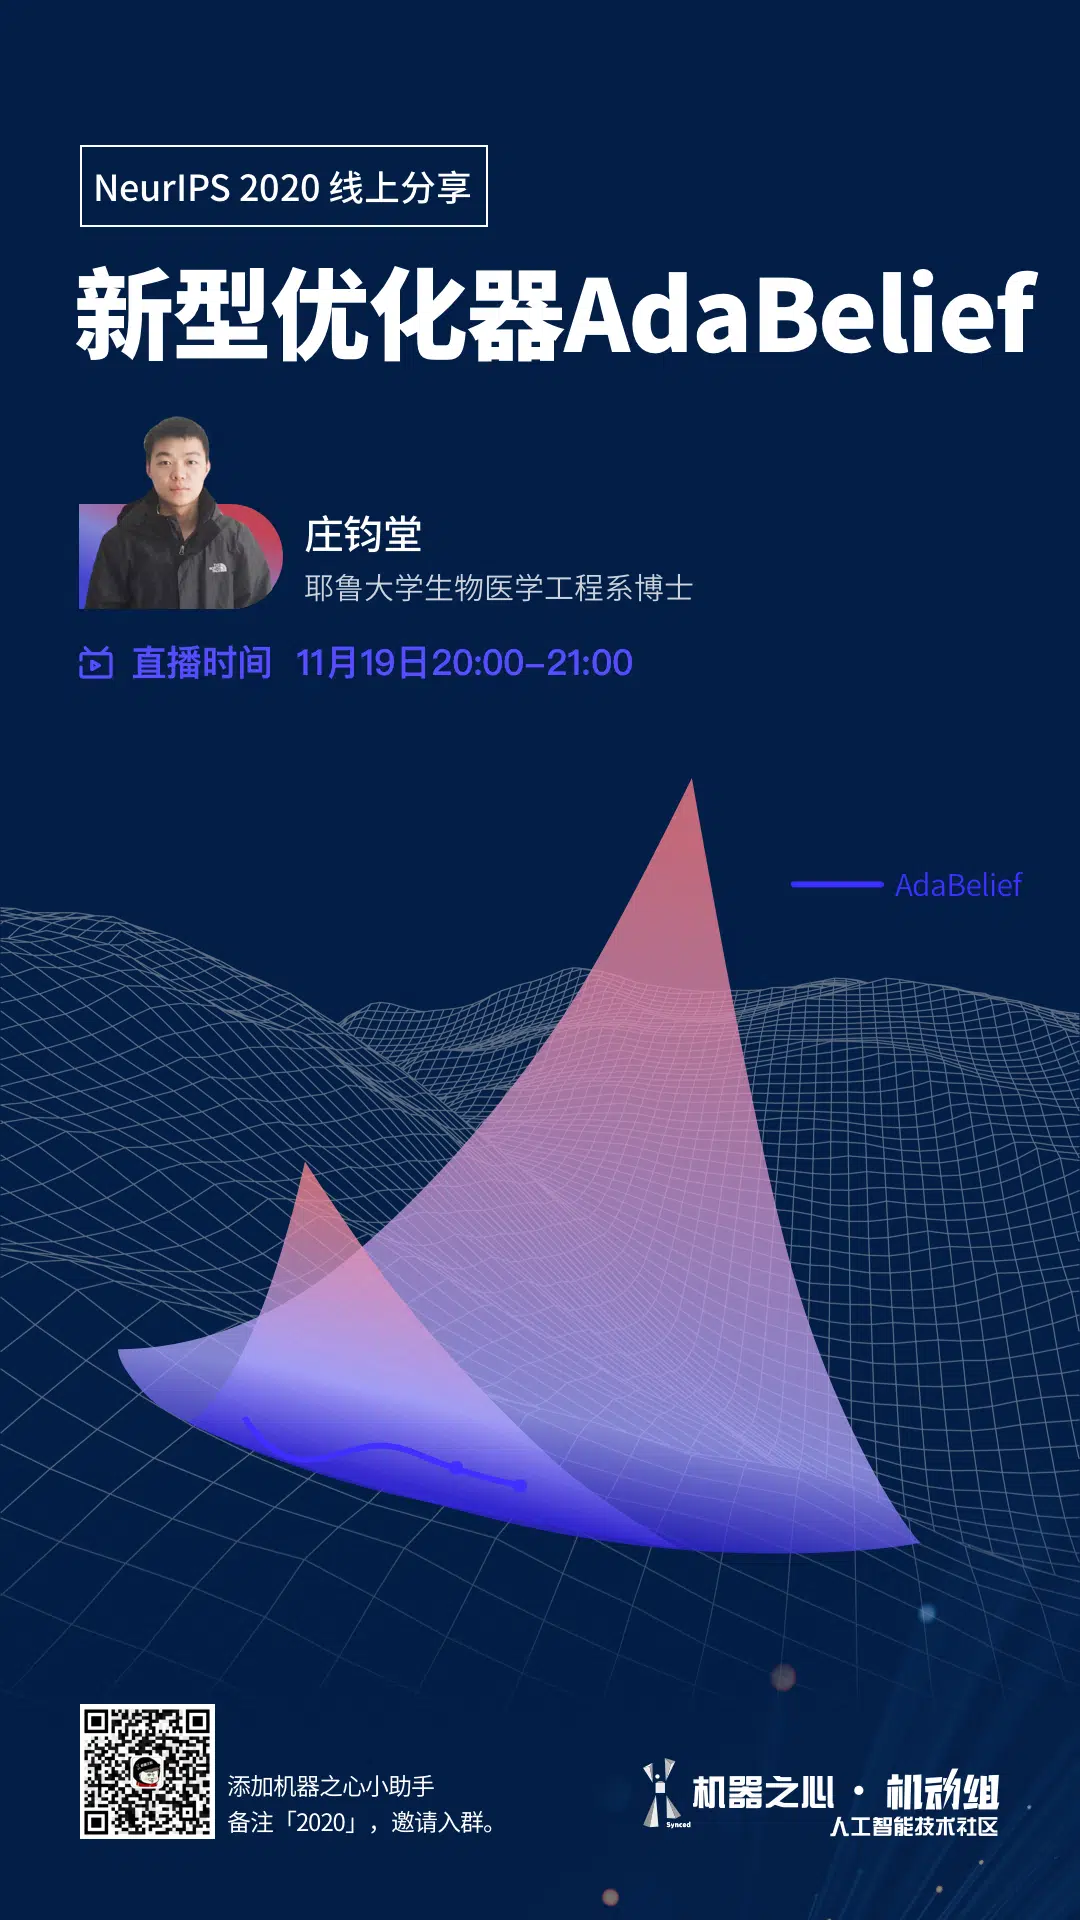 NeurIPS 2020 线上分享
新型优化器AdaBelief
庄钧堂
耶鲁大学生物医学工程系博士
直播时间 11月19日20:00–21:00
AdaBelief
添加机器之心小助手
备注「2020」，邀请入群。
Synced
机器之心 · 机动组
人工智能技术社区